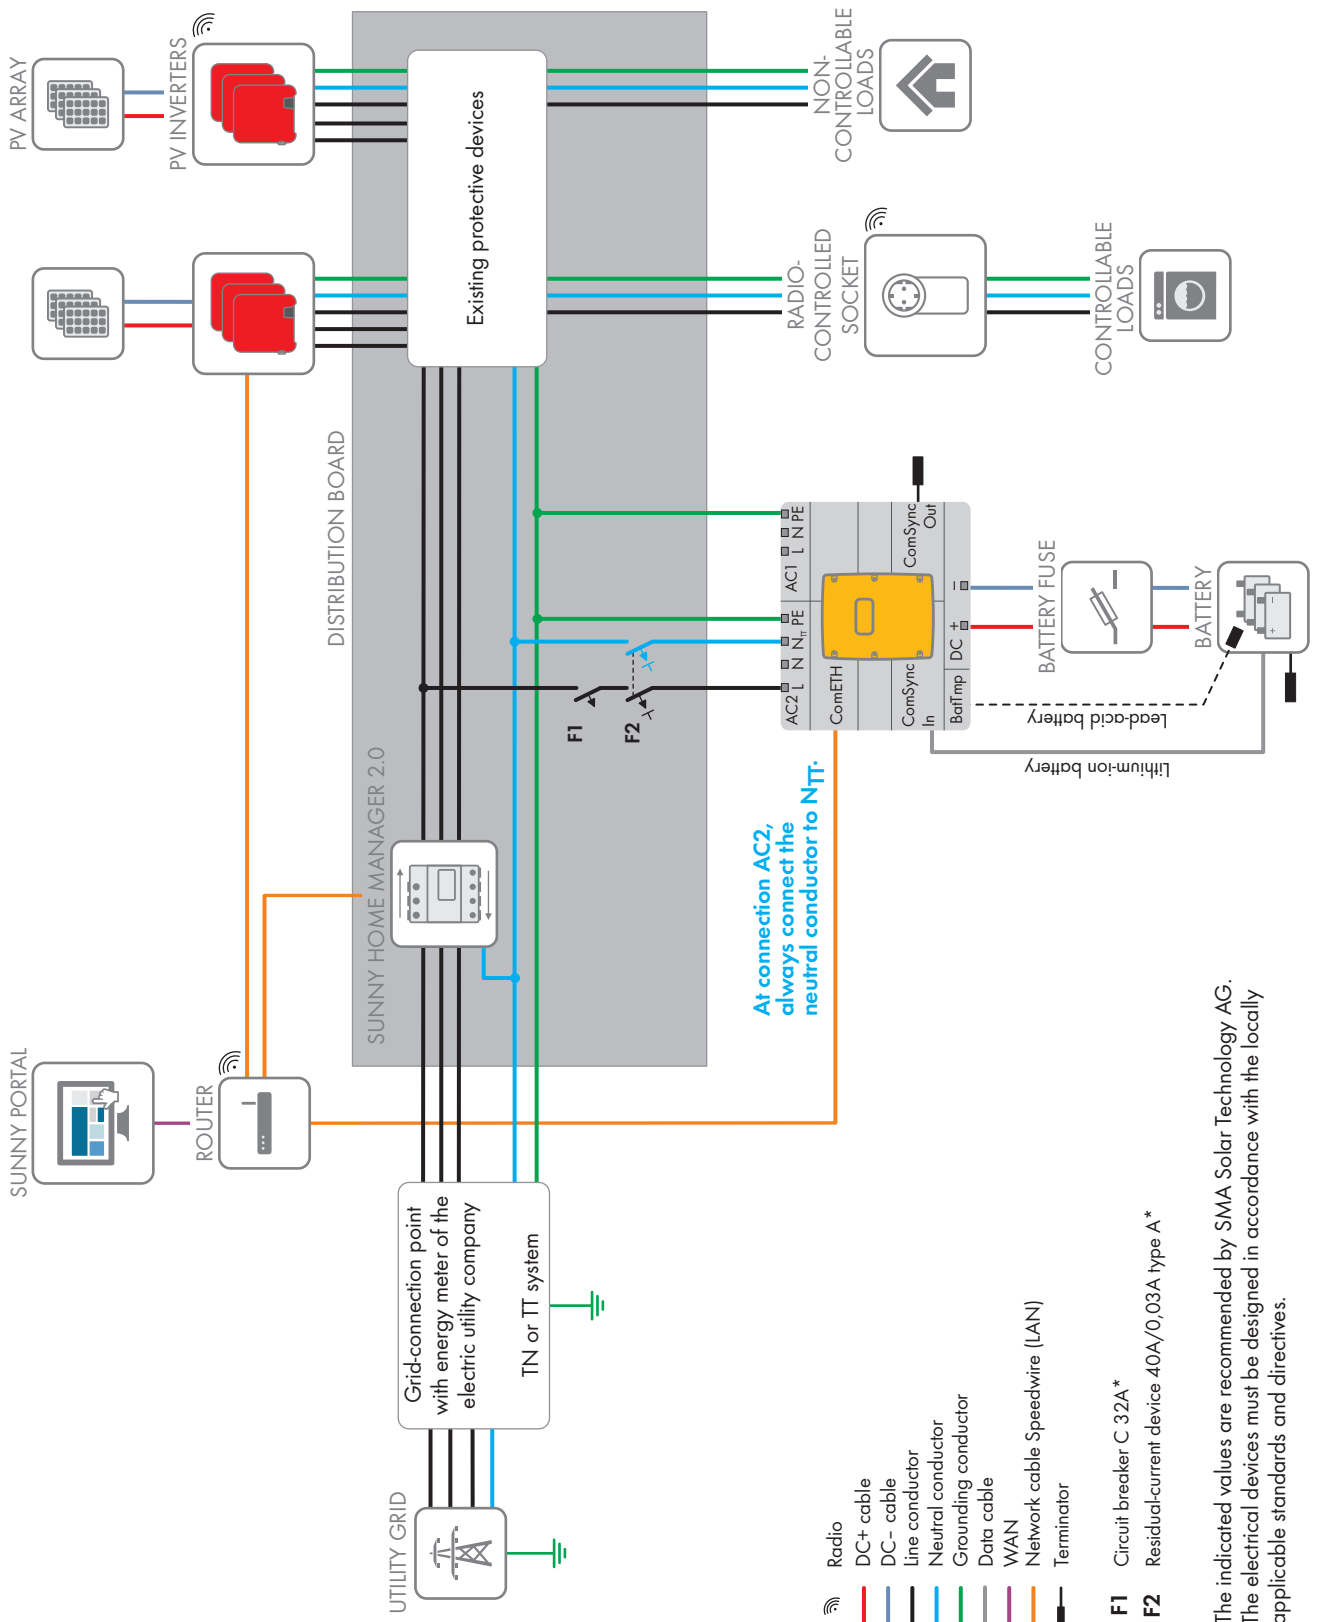 SUNNY PORTAL
ROUTER
PV ARRAY
PV INVERTERS
DISTRIBUTION BOARD
SUNNY HOME MANAGER 2.0
UTILITY GRID
Grid-connection point
with energy meter of the
electric utility company
TN or TT system
Existing protective devices
F1
F2
At connection AC2,
always connect the
neutral conductor to NTT.
AC2 L N NTT PE
AC1 L N PE
ComETH
ComSync
In
ComSync
Out
BatTmp
DC + −
RADIO-
CONTROLLED
SOCKET
NON-
CONTROLLABLE
LOADS
CONTROLLABLE
LOADS
BATTERY FUSE
BATTERY
Lead-acid battery
Lithium-ion battery
Radio
DC+ cable
DC− cable
Line conductor
Neutral conductor
Grounding conductor
Data cable
WAN
Network cable Speedwire (LAN)
Terminator
F1 Circuit breaker C 32A*
F2 Residual-current device 40A/0,03A type A*
The indicated values are recommended by SMA Solar Technology AG.
The electrical devices must be designed in accordance with the locally
applicable standards and directives.